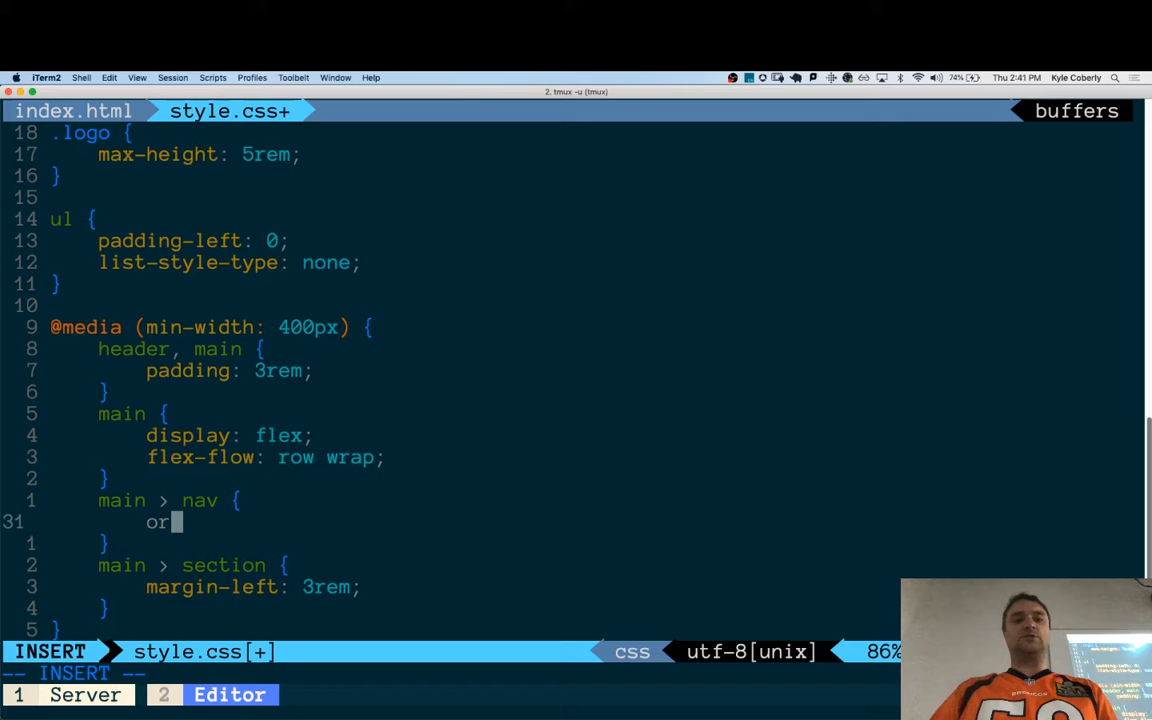 iTerm2 Shell Edit View Session Scripts Profiles Toolbelt Window Help 74% Thu 2:41 PM Kyle Coberly
2. tmux -u (tmux)
index.html style.css+ buffers
18 .logo {
17 max-height: 5rem;
16 }
15
14 ul {
13 padding-left: 0;
12 list-style-type: none;
11 }
10
9 @media (min-width: 400px) {
8 header, main {
7 padding: 3rem;
6 }
5 main {
4 display: flex;
3 flex-flow: row wrap;
2 }
1 main > nav {
31 or
1 }
2 main > section {
3 margin-left: 3rem;
4 }
5 }
INSERT style.css[+] css utf-8[unix] 86%
-- INSERT --
1 Server 2 Editor
BRONCOS